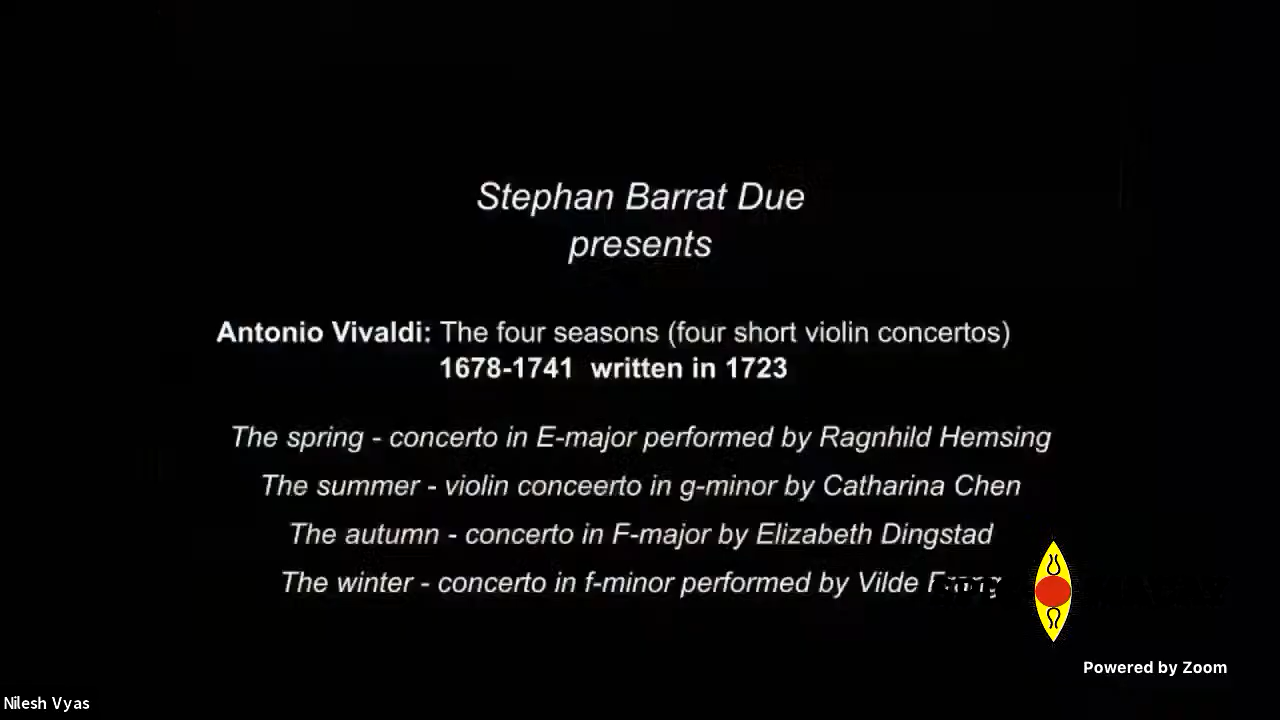 Stephan Barrat Due
presents
Antonio Vivaldi: The four seasons (four short violin concertos)
1678-1741 written in 1723
The spring - concerto in E-major performed by Ragnhild Hemsing
The summer - violin conceerto in g-minor by Catharina Chen
The autumn - concerto in F-major by Elizabeth Dingstad
The winter - concerto in f-minor performed by Vilde
Powered by Zoom
Nilesh Vyas